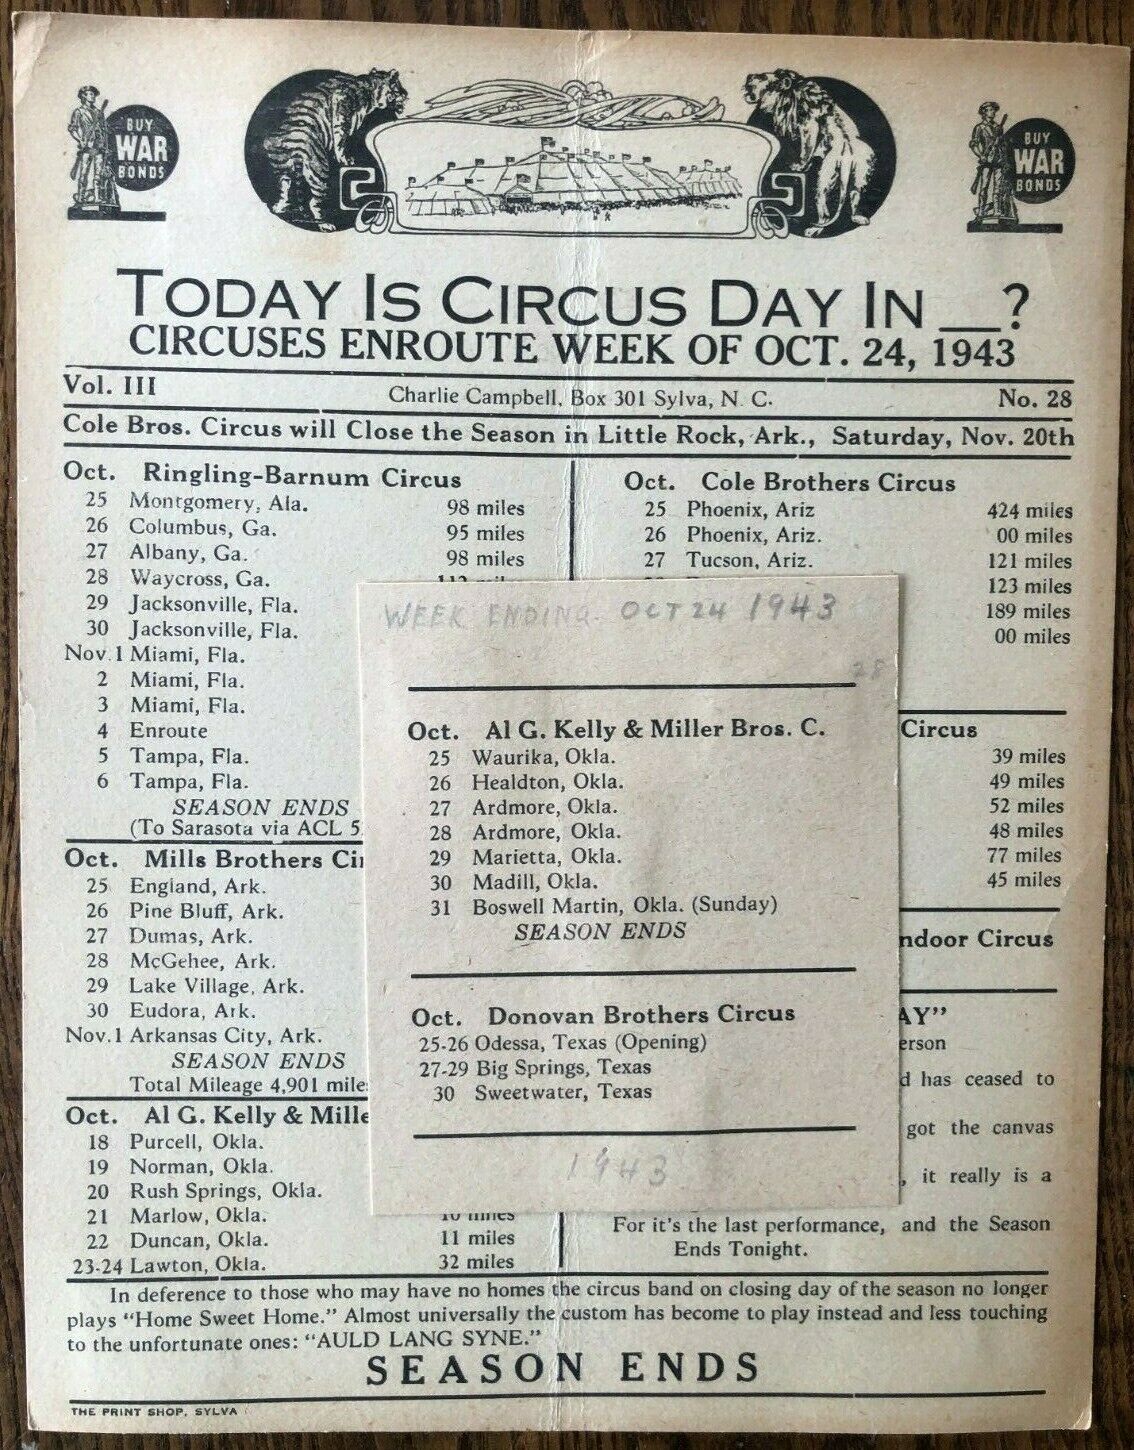 BUY
WAR
BONDS
BUY
WAR
BONDS
TODAY IS CIRCUS DAY IN __?
CIRCUSES ENROUTE WEEK OF OCT. 24, 1943
Vol. III Charlie Campbell, Box 301 Sylva, N. C. No. 28
Cole Bros. Circus will Close the Season in Little Rock, Ark., Saturday, Nov. 20th
Oct. Ringling-Barnum Circus
25 Montgomery, Ala. 98 miles
26 Columbus, Ga. 95 miles
27 Albany, Ga. 98 miles
28 Waycross, Ga.
29 Jacksonville, Fla.
30 Jacksonville, Fla.
Nov. 1 Miami, Fla.
2 Miami, Fla.
3 Miami, Fla.
4 Enroute
5 Tampa, Fla.
6 Tampa, Fla.
SEASON ENDS
(To Sarasota via ACL 5
Oct. Mills Brothers Ci
25 England, Ark.
26 Pine Bluff, Ark.
27 Dumas, Ark.
28 McGehee, Ark.
29 Lake Village, Ark.
30 Eudora, Ark.
Nov. 1 Arkansas City, Ark.
SEASON ENDS
Total Mileage 4,901 mile
Oct. Al G. Kelly & Mille
18 Purcell, Okla.
19 Norman, Okla.
20 Rush Springs, Okla.
21 Marlow, Okla. 10 miles
22 Duncan, Okla. 11 miles
23-24 Lawton, Okla. 32 miles
Oct. Cole Brothers Circus
25 Phoenix, Ariz 424 miles
26 Phoenix, Ariz. 00 miles
27 Tucson, Ariz. 121 miles
123 miles
189 miles
00 miles
Circus
39 miles
49 miles
52 miles
48 miles
77 miles
45 miles
ndoor Circus
AY"
erson
d has ceased to
got the canvas
, it really is a
For it's the last performance, and the Season
Ends Tonight.
WEEK ENDING OCT 24 1943
28
Oct. Al G. Kelly & Miller Bros. C.
25 Waurika, Okla.
26 Healdton, Okla.
27 Ardmore, Okla.
28 Ardmore, Okla.
29 Marietta, Okla.
30 Madill, Okla.
31 Boswell Martin, Okla. (Sunday)
SEASON ENDS
Oct. Donovan Brothers Circus
25-26 Odessa, Texas (Opening)
27-29 Big Springs, Texas
30 Sweetwater, Texas
1943
In deference to those who may have no homes the circus band on closing day of the season no longer
plays "Home Sweet Home." Almost universally the custom has become to play instead and less touching
to the unfortunate ones: "AULD LANG SYNE."
SEASON ENDS
THE PRINT SHOP, SYLVA